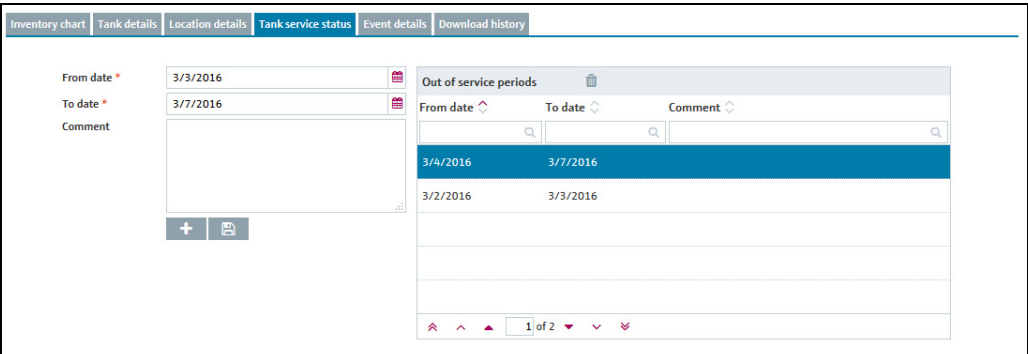 Inventory chart Tank details Location details Tank service status Event details Download history
From date * 3/3/2016
To date * 3/7/2016
Comment
Out of service periods
From date To date Comment
3/4/2016 3/7/2016
3/2/2016 3/3/2016
1 of 2